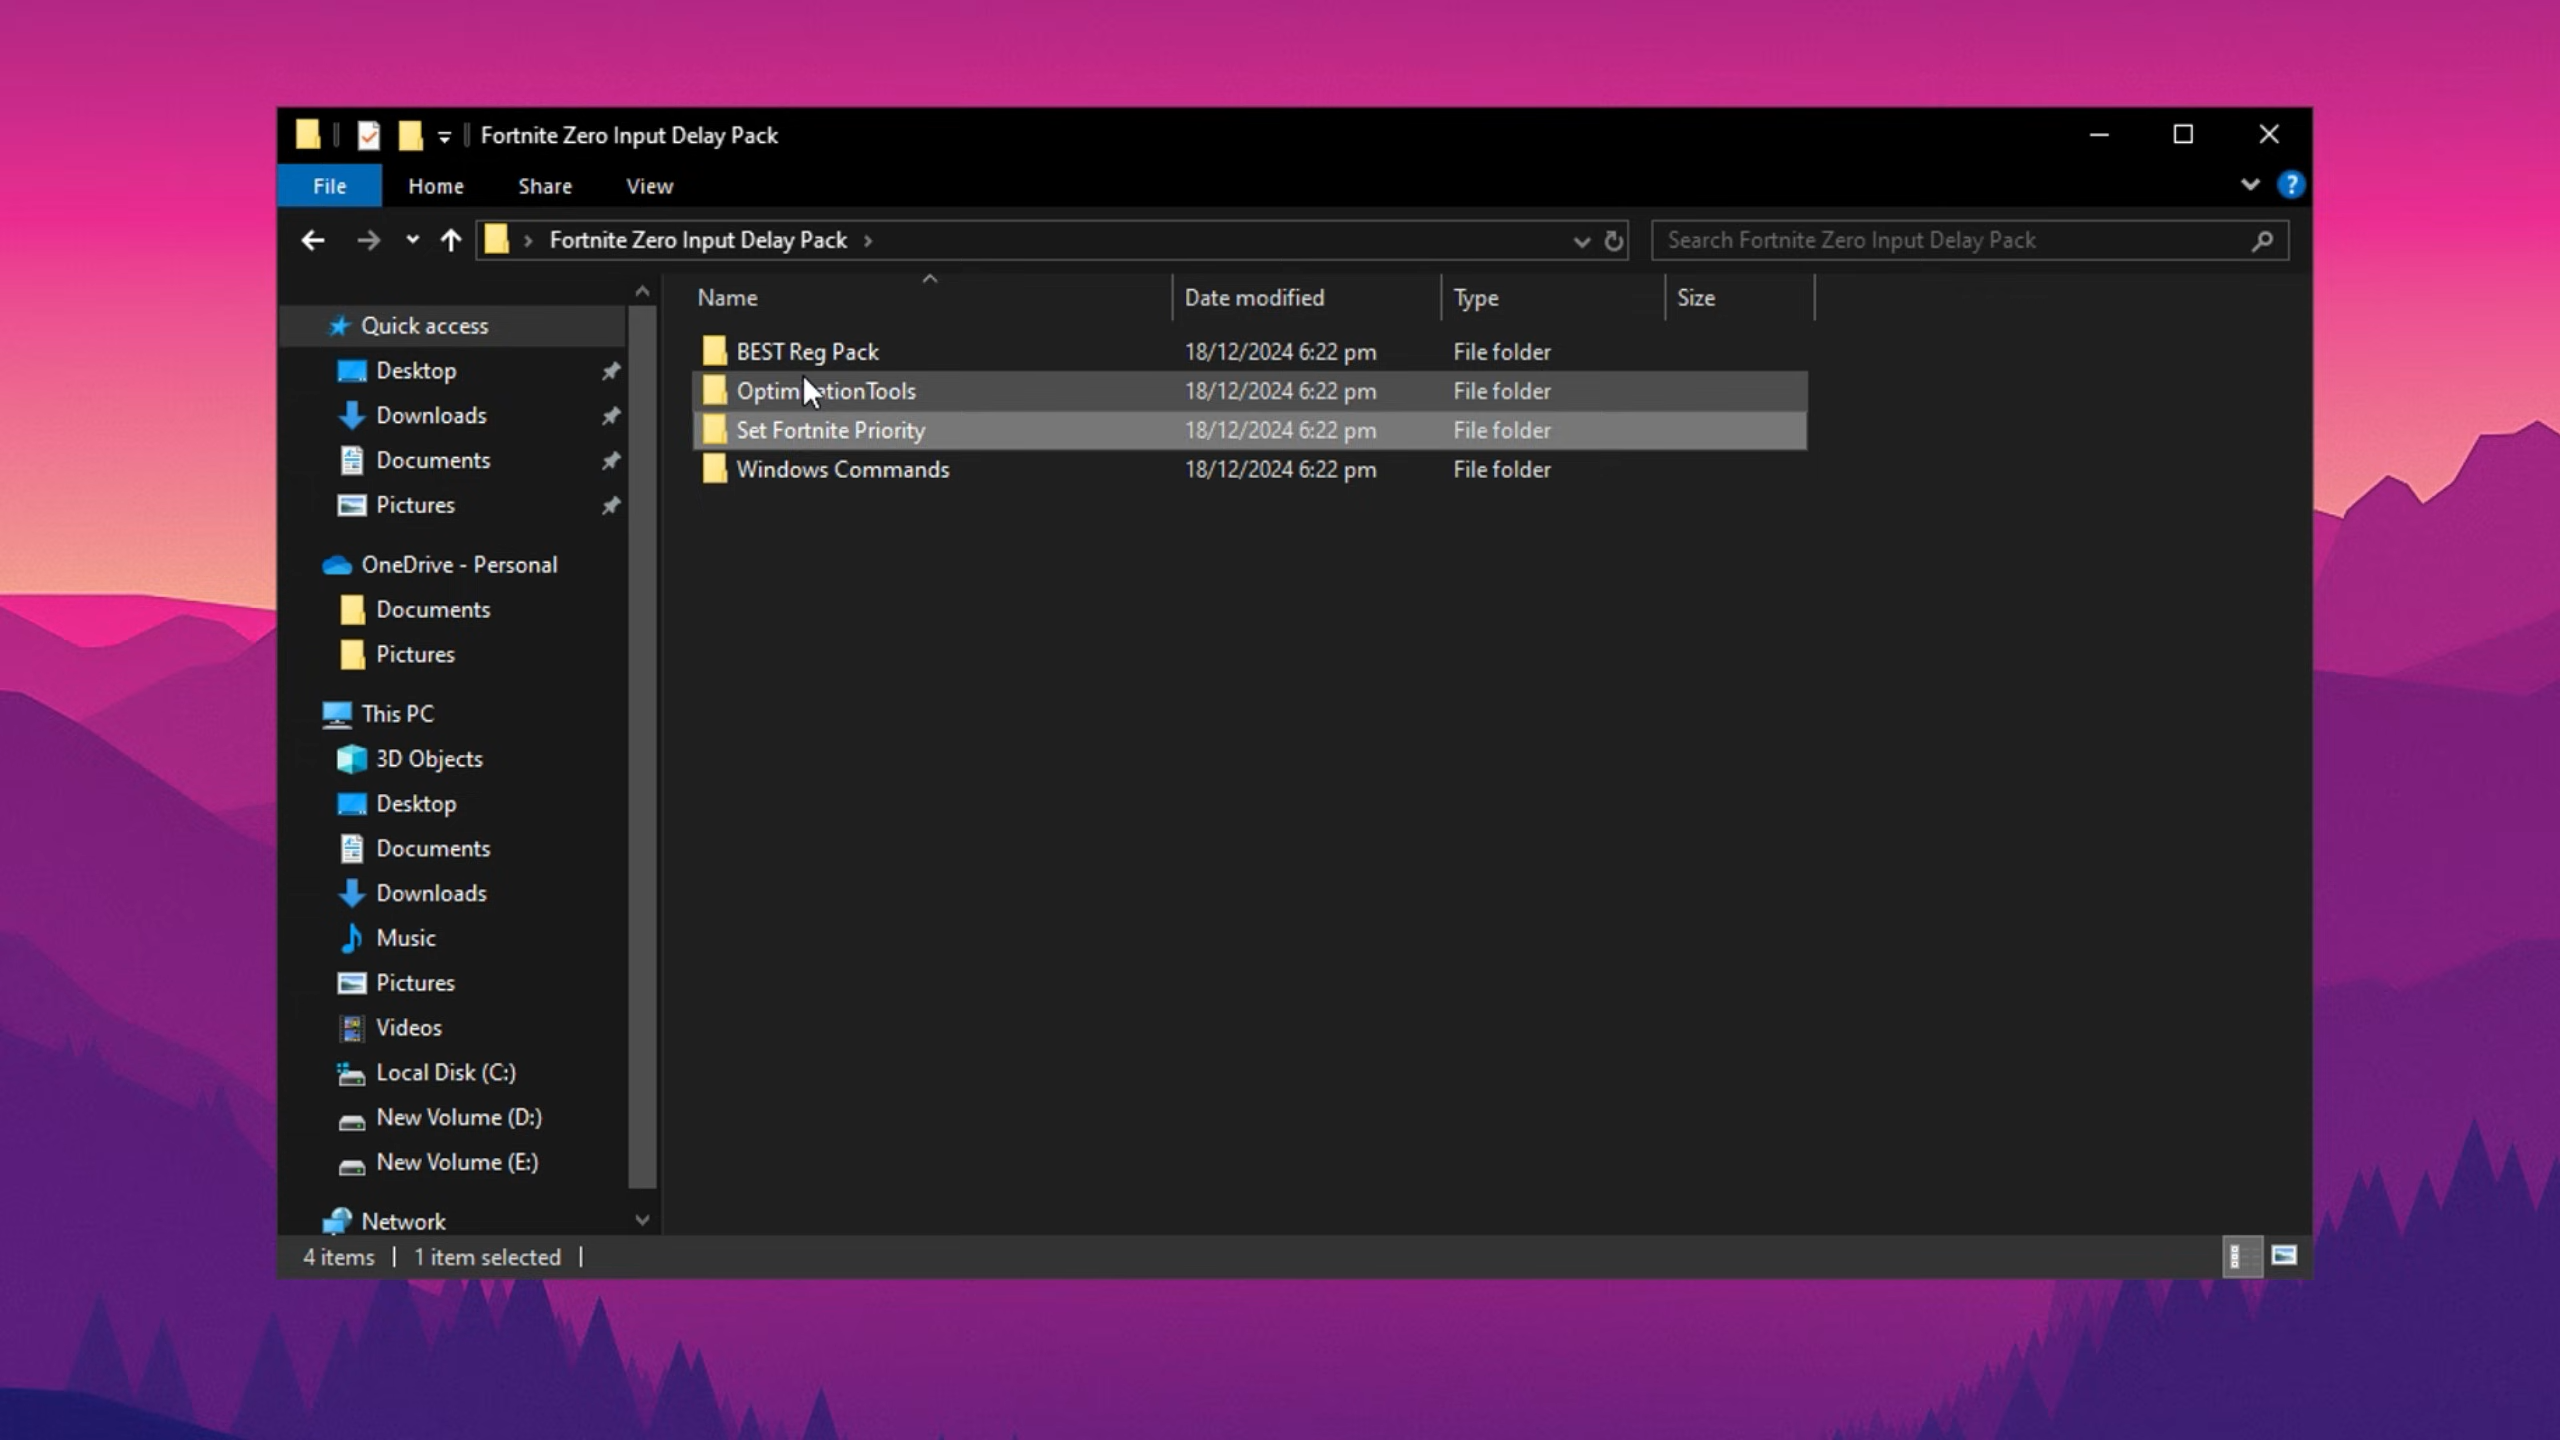 Fortnite Zero Input Delay Pack
File Home Share View
Fortnite Zero Input Delay Pack
Search Fortnite Zero Input Delay Pack
Name Date modified Type Size
Quick access
Desktop
Downloads
Documents
Pictures
OneDrive - Personal
Documents
Pictures
This PC
3D Objects
Desktop
Documents
Downloads
Music
Pictures
Videos
Local Disk (C:)
New Volume (D:)
New Volume (E:)
Network
BEST Reg Pack 18/12/2024 6:22 pm File folder
18/12/2024 6:22 pm File folder
Set Fortnite Priority 18/12/2024 6:22 pm File folder
Windows Commands 18/12/2024 6:22 pm File folder
4 items 1 item selected